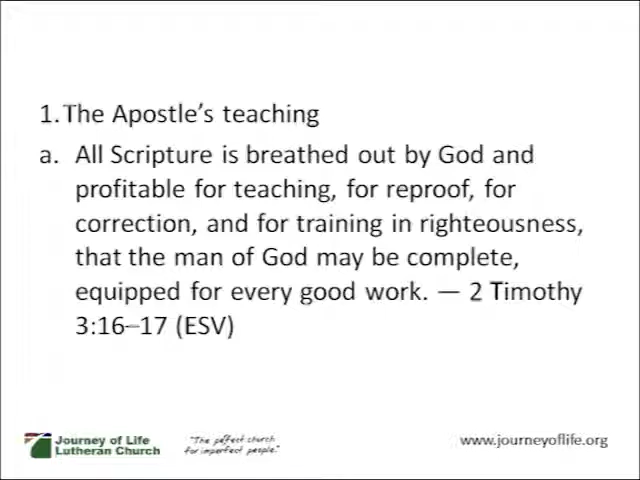 1. The Apostle’s teaching
a. All Scripture is breathed out by God and
profitable for teaching, for reproof, for
correction, and for training in righteousness,
that the man of God may be complete,
equipped for every good work. — 2 Timothy
3:16–17 (ESV)
Journey of Life
Lutheran Church
"The perfect church
for imperfect people."
www.journeyoflife.org